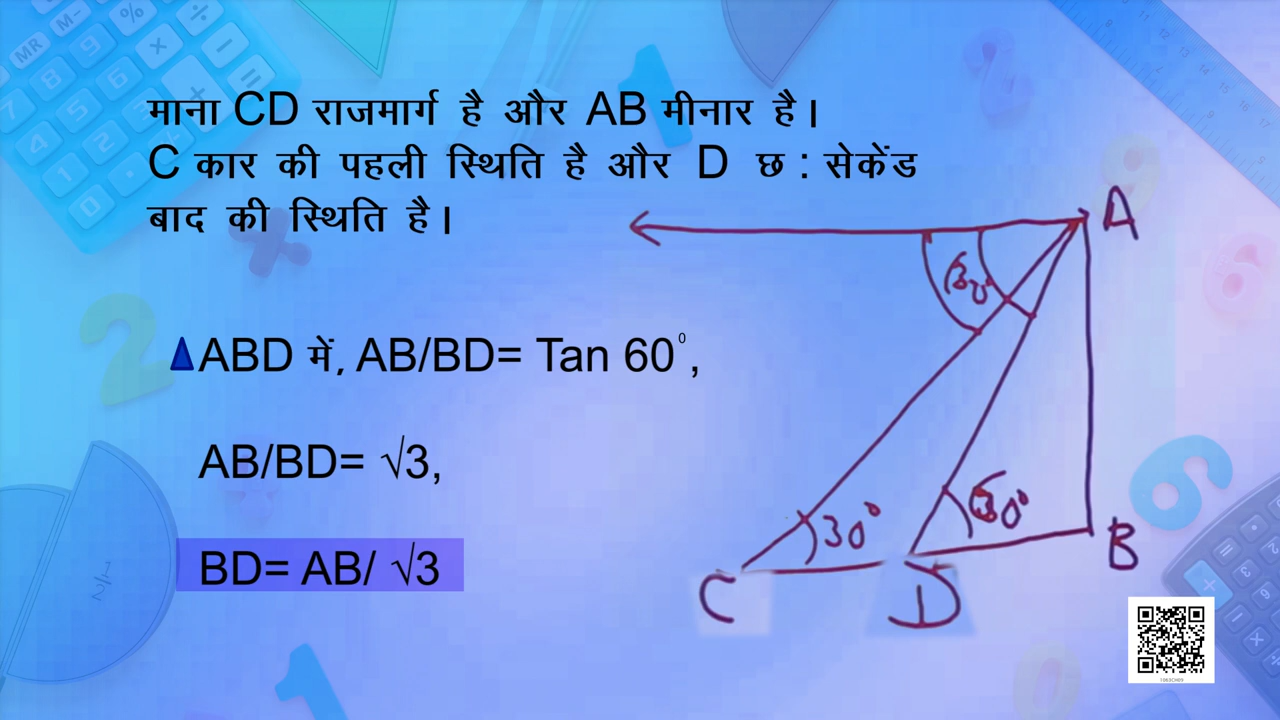 माना CD राजमार्ग है और AB मीनार है।
C कार की पहली स्थिति है और D छ : सेकेंड
बाद की स्थिति है।
ABD में, AB/BD= Tan 60°,
AB/BD= √3,
BD= AB/ √3
A
30°
60°
B
C
D